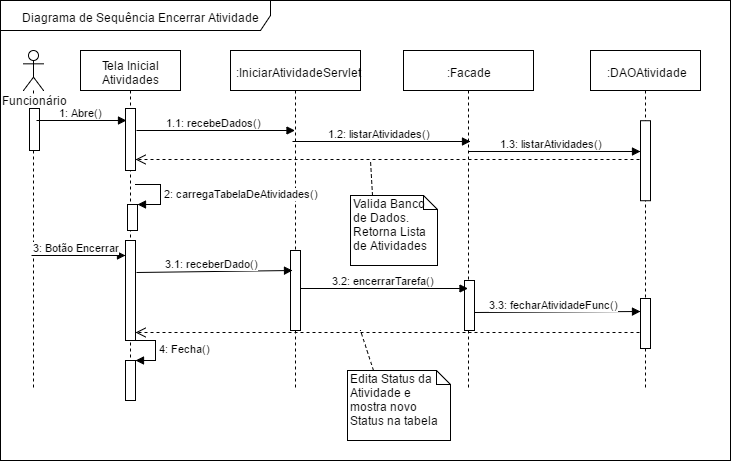 Diagrama de Sequência Encerrar Atividade
Tela Inicial
Atividades
:IniciarAtividadeServlet
:Facade
:DAOAtividade
Funcionário
1: Abre()
1.1: recebeDados()
1.2: listarAtividades()
1.3: listarAtividades()
2: carregaTabelaDeAtividades()
Valida Banco
de Dados.
Retorna Lista
de Atividades
3: Botão Encerrar
3.1: receberDado()
3.2: encerrarTarefa()
3.3: fecharAtividadeFunc()
4: Fecha()
Edita Status da
Atividade e
mostra novo
Status na tabela